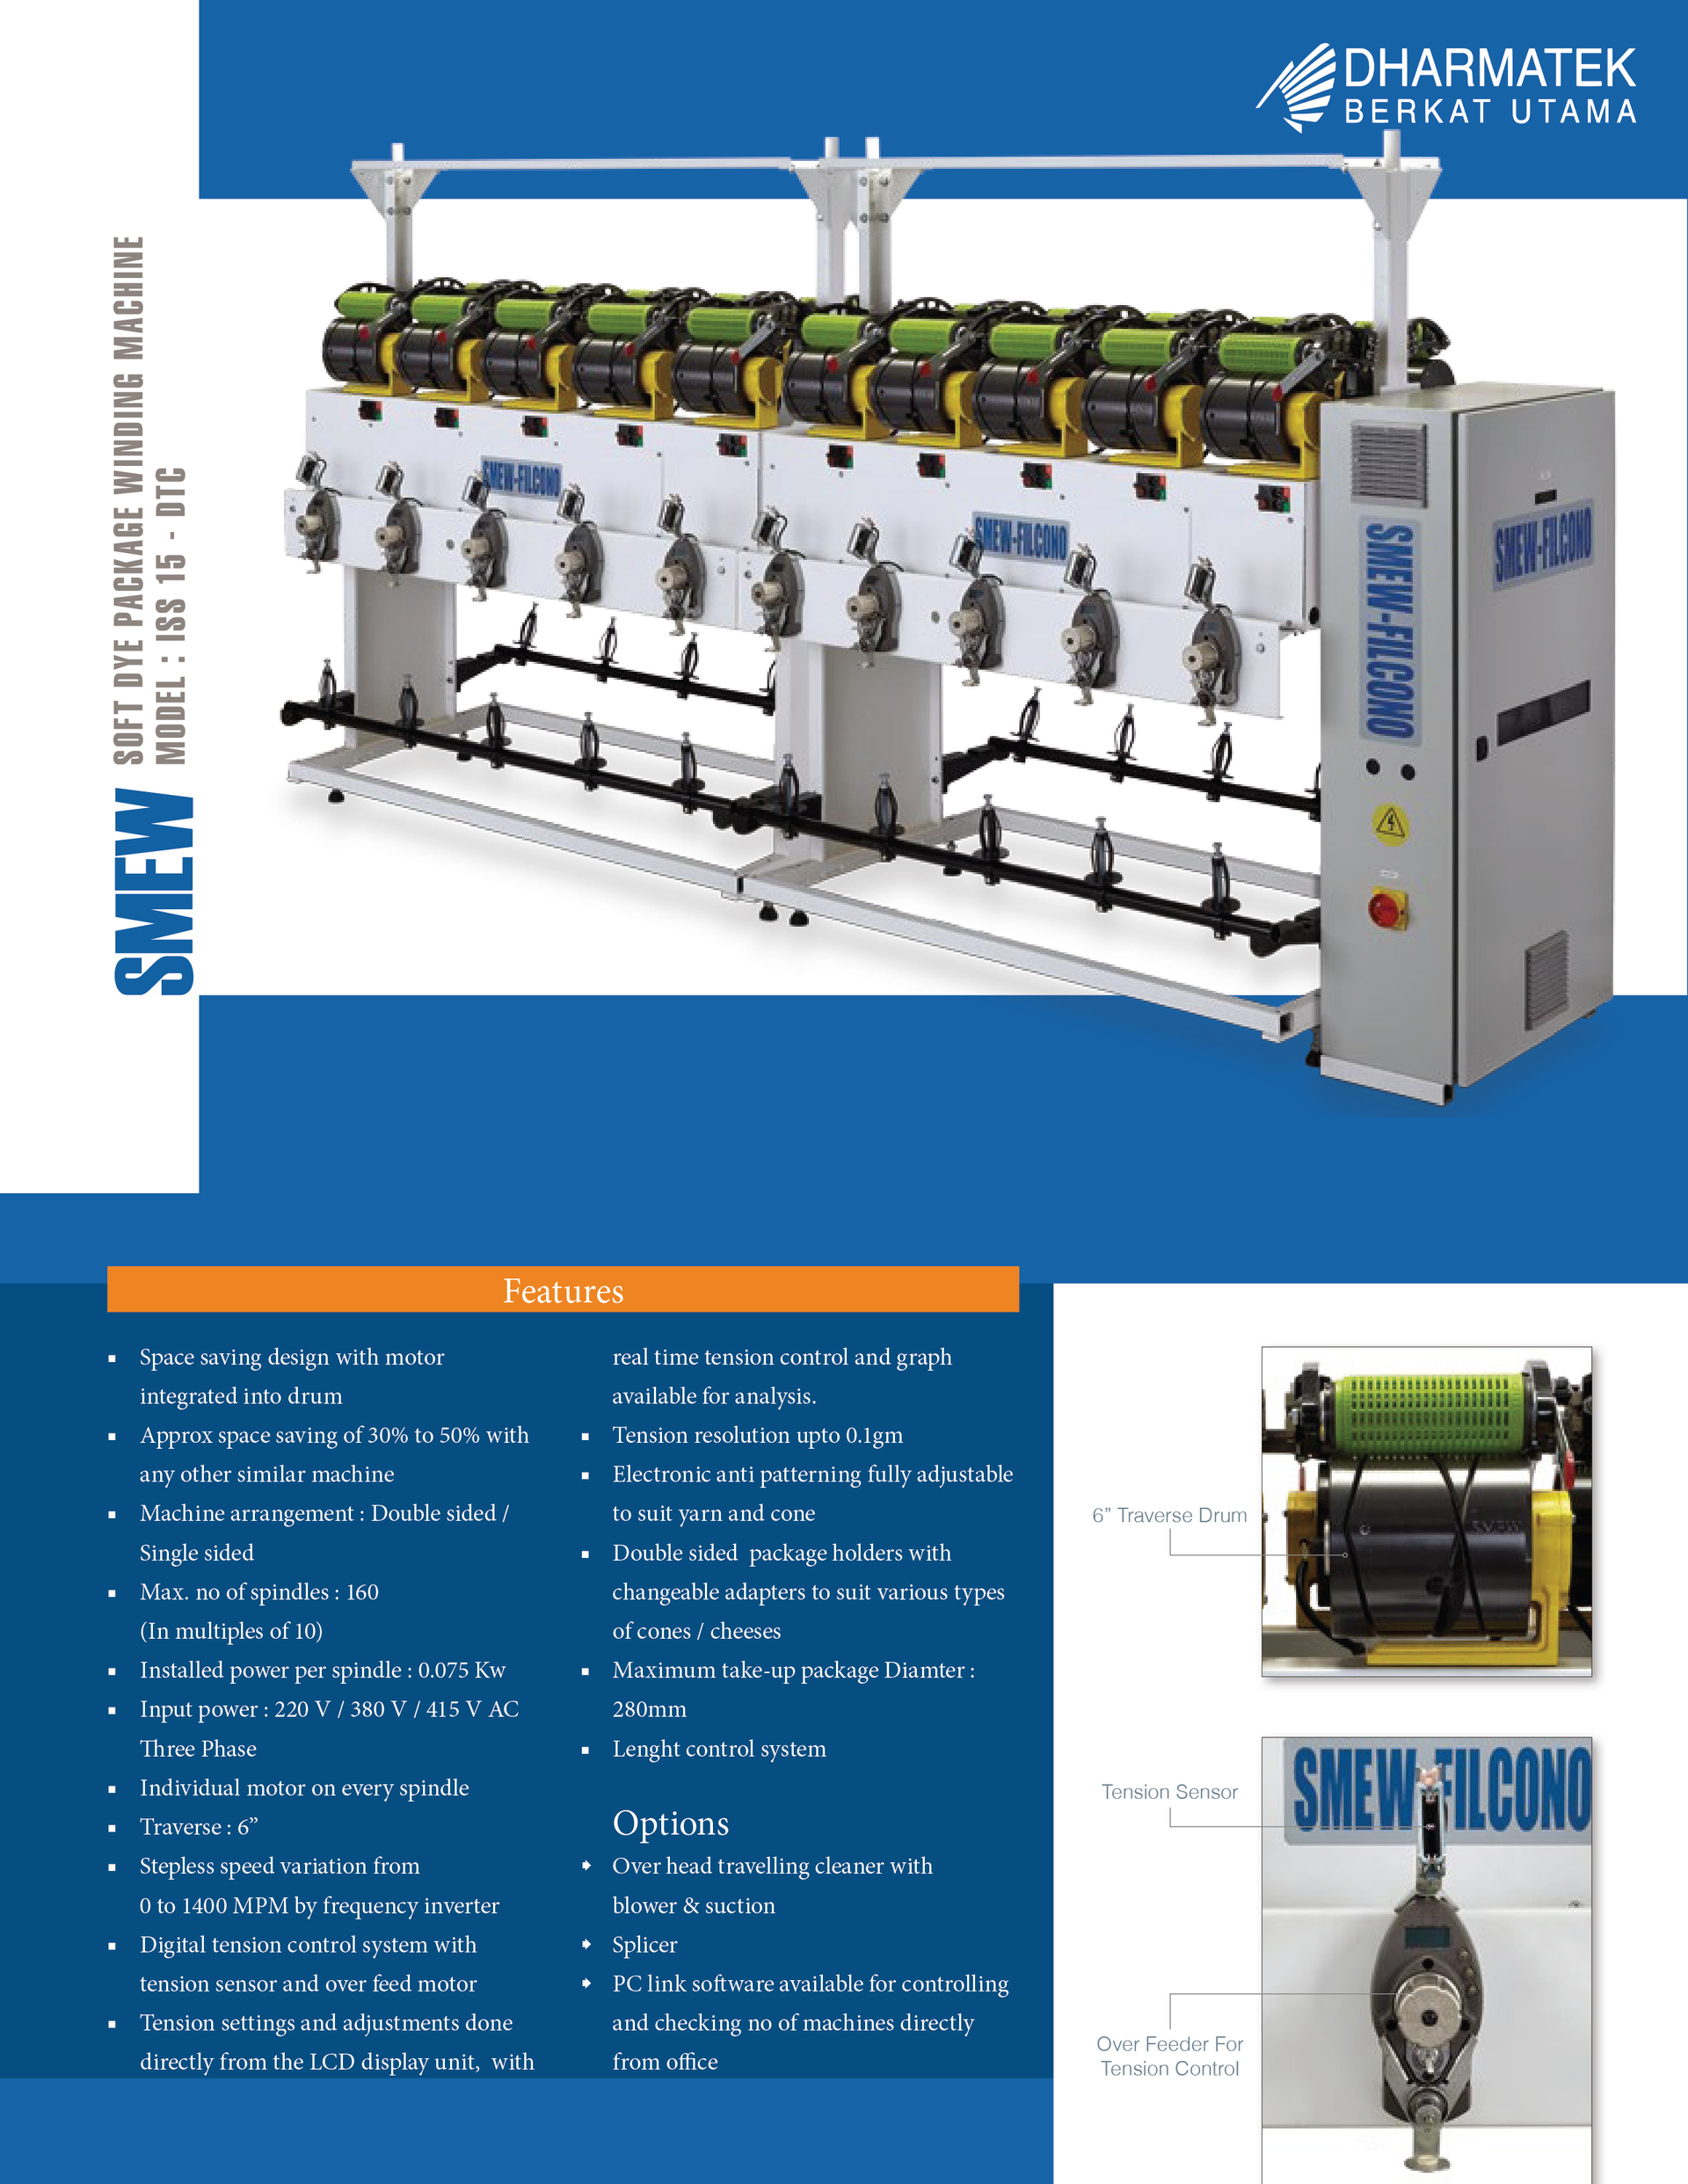 DHARMATEK
BERKAT UTAMA
SMEW
SOFT DYE PACKAGE WINDING MACHINE
MODEL : ISS 15 - DTC
SMEW-FILCONO
SMEW-FILCONO
SMEW-FILCONO
SMEW-FILCONO
Features
Space saving design with motor
integrated into drum
Approx space saving of 30% to 50% with
any other similar machine
Machine arrangement : Double sided /
Single sided
Max. no of spindles : 160
(In multiples of 10)
Installed power per spindle : 0.075 Kw
Input power : 220 V / 380 V / 415 V AC
Three Phase
Individual motor on every spindle
Traverse : 6”
Stepless speed variation from
0 to 1400 MPM by frequency inverter
Digital tension control system with
tension sensor and over feed motor
Tension settings and adjustments done
directly from the LCD display unit, with
real time tension control and graph
available for analysis.
Tension resolution upto 0.1gm
Electronic anti patterning fully adjustable
to suit yarn and cone
Double sided package holders with
changeable adapters to suit various types
of cones / cheeses
Maximum take-up package Diamter :
280mm
Lenght control system
Options
Over head travelling cleaner with
blower & suction
Splicer
PC link software available for controlling
and checking no of machines directly
from office
6” Traverse Drum
SMEW
Tension Sensor
SMEW-FILCONO
Over Feeder For
Tension Control